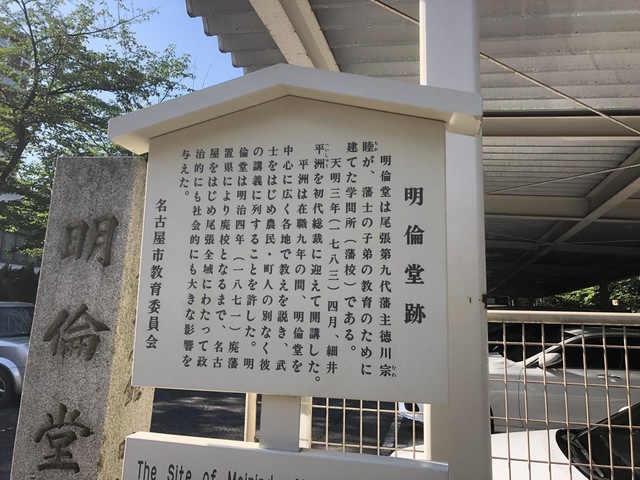 明倫堂跡
明倫堂は尾張第九代藩主徳川宗
睦が、藩士の子弟の教育のために
建てた学問所（藩校）である。
天明三年（一七八三）四月、細井
平洲を初代総裁に迎えて開講した。
平洲は在職九年の間、明倫堂を
中心に広く各地で教えを説き、武
士をはじめ農民・町人の別なく彼
の講義に列することを許した。明
倫堂は明治四年（一八七一）廃藩
置県により廃校となるまで、名古
屋をはじめ尾張全域にわたって政
治的にも社会的にも大きな影響を
与えた。
名古屋市教育委員会
明倫堂
The Site of